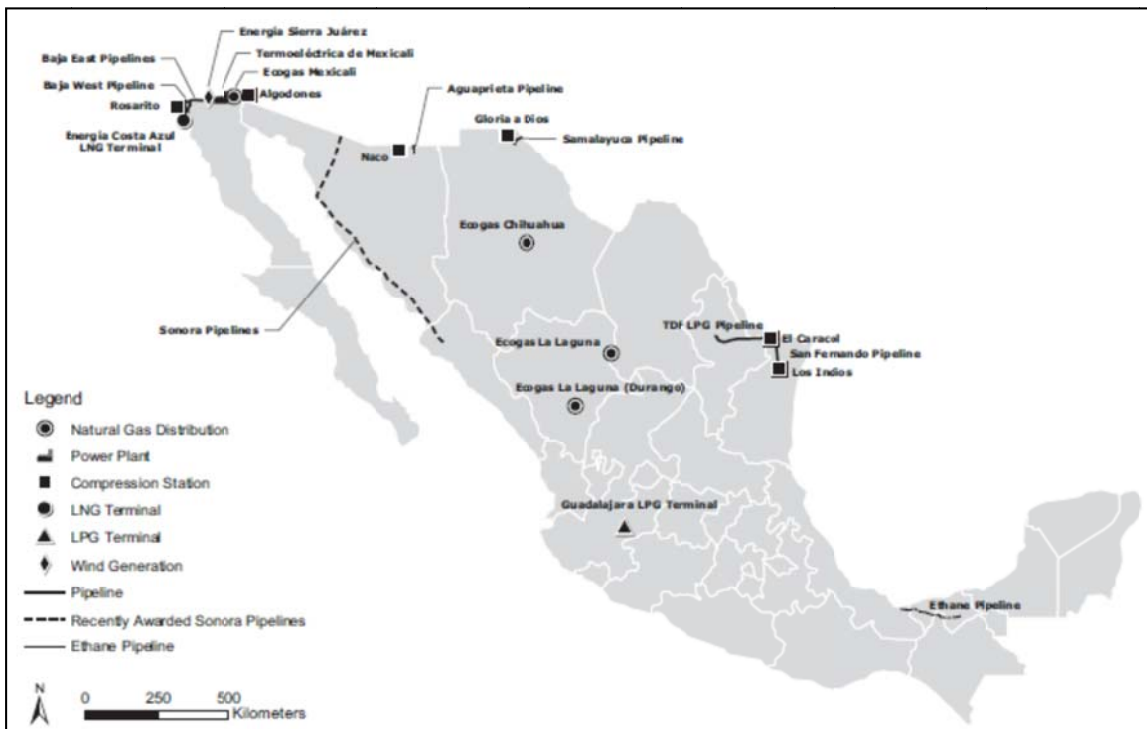 Energía Sierra Juárez
Baja East Pipelines
Termoeléctrica de Mexicali
Baja West Pipeline
Ecogas Mexicali
Rosarito
Algodones
Energía Costa Azul
LNG Terminal
Aguaprieta Pipeline
Naco
Gloria a Dios
Samalayuca Pipeline
Ecogas Chihuahua
Sonora Pipelines
TDF LPG Pipeline
El Caracol
San Fernando Pipeline
Los Indios
Ecogas La Laguna
Ecogas La Laguna (Durango)
Guadalajara LPG Terminal
Ethane Pipeline
Legend
Natural Gas Distribution
Power Plant
Compression Station
LNG Terminal
LPG Terminal
Wind Generation
Pipeline
Recently Awarded Sonora Pipelines
Ethane Pipeline
N
0 250 500
Kilometers